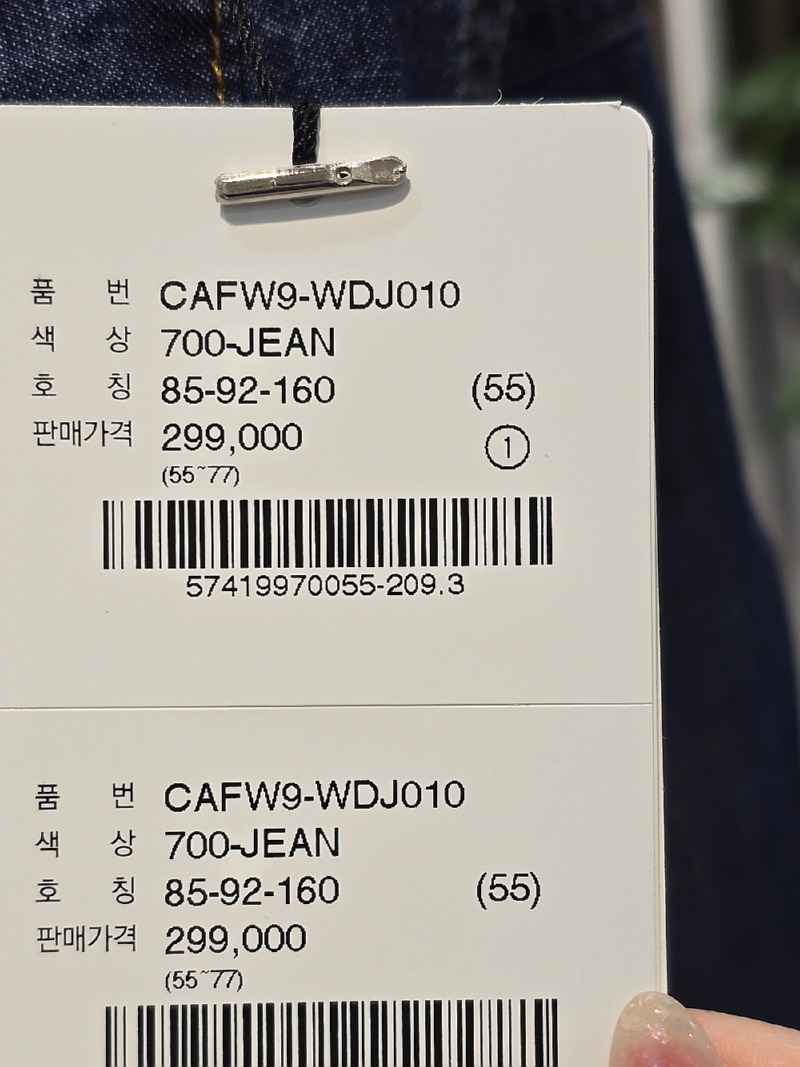 품 번 CAFW9-WDJ010
색 상 700-JEAN
호 칭 85-92-160 (55)
판매가격 299,000 ①
(55~77)
57419970055-209.3
품 번 CAFW9-WDJ010
색 상 700-JEAN
호 칭 85-92-160 (55)
판매가격 299,000
(55~77)